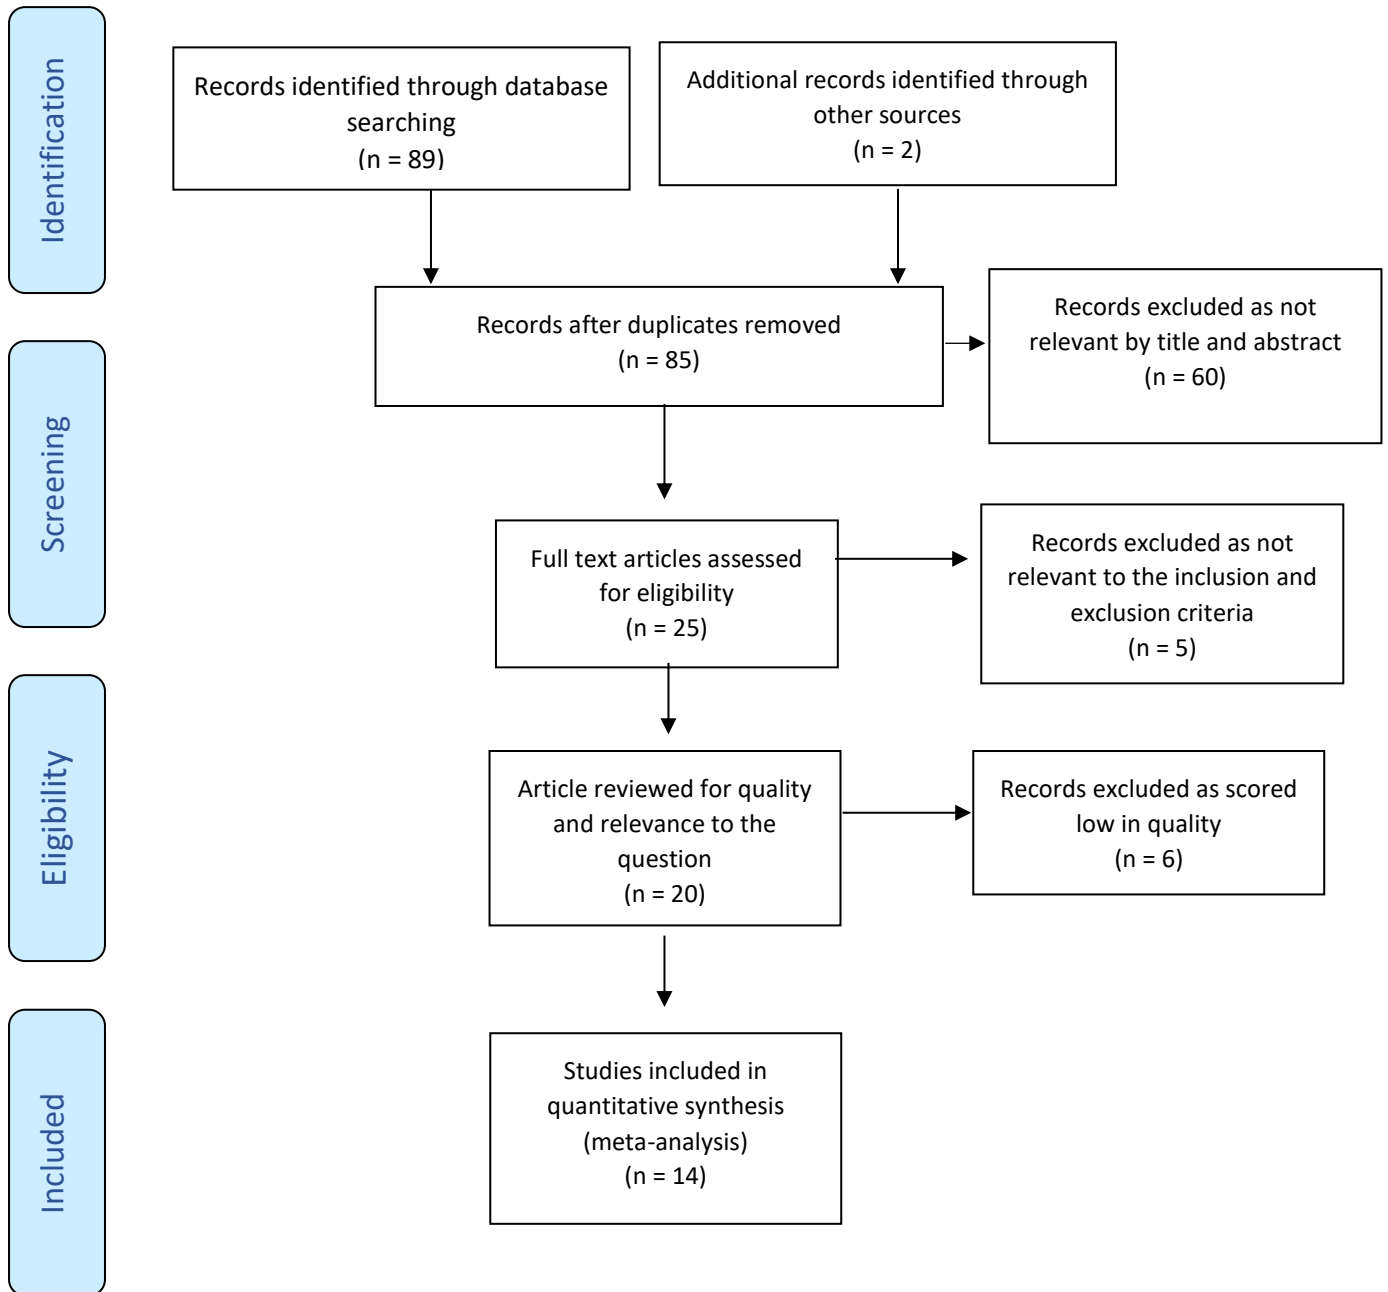 Identification
Records identified through database
searching
(n = 89)
Additional records identified through
other sources
(n = 2)
Records after duplicates removed
(n = 85)
Records excluded as not
relevant by title and abstract
(n = 60)
Screening
Full text articles assessed
for eligibility
(n = 25)
Records excluded as not
relevant to the inclusion and
exclusion criteria
(n = 5)
Eligibility
Article reviewed for quality
and relevance to the
question
(n = 20)
Records excluded as scored
low in quality
(n = 6)
Included
Studies included in
quantitative synthesis
(meta-analysis)
(n = 14)